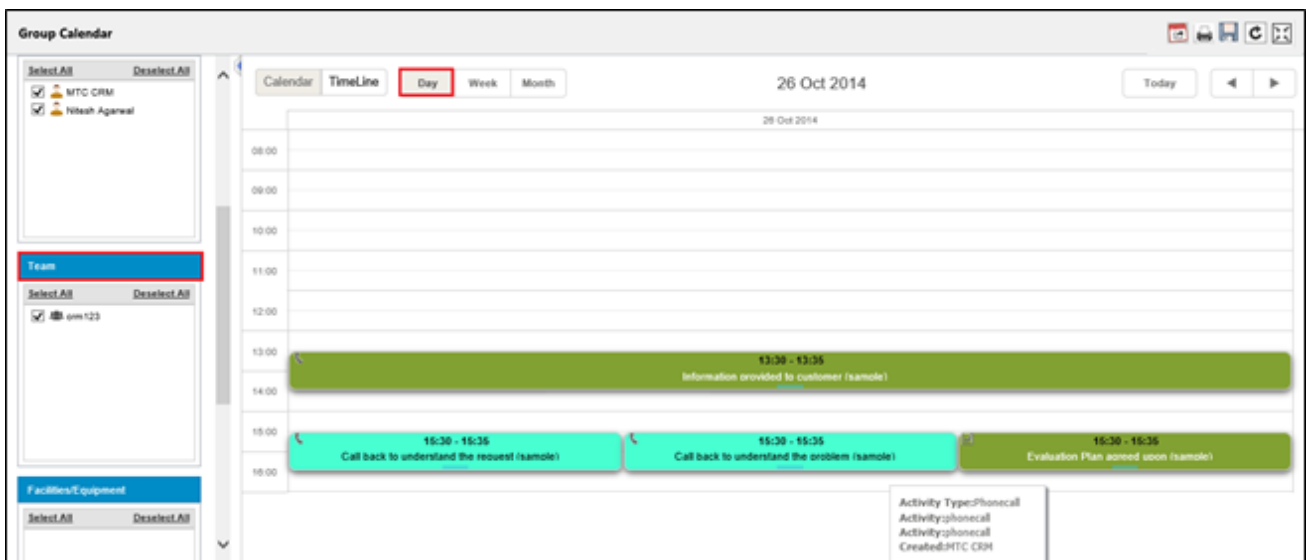 Group Calendar
Select All Deselect All
MTC CRM
Nitesh Agarwal
Team
Select All Deselect All
crm123
Facilities/Equipment
Select All Deselect All
Calendar TimeLine Day Week Month 26 Oct 2014 Today
26 Oct 2014
08:00
09:00
10:00
11:00
12:00
13:00
13:30 - 13:35
Information provided to customer (sample)
14:00
15:00
15:30 - 15:35 15:30 - 15:35 15:30 - 15:35
Call back to understand the request (sample) Call back to understand the problem (sample) Evaluation Plan agreed upon (sample)
16:00
Activity Type:Phonecall
Activity:phonecall
Activity:phonecall
Created:MTC CRM